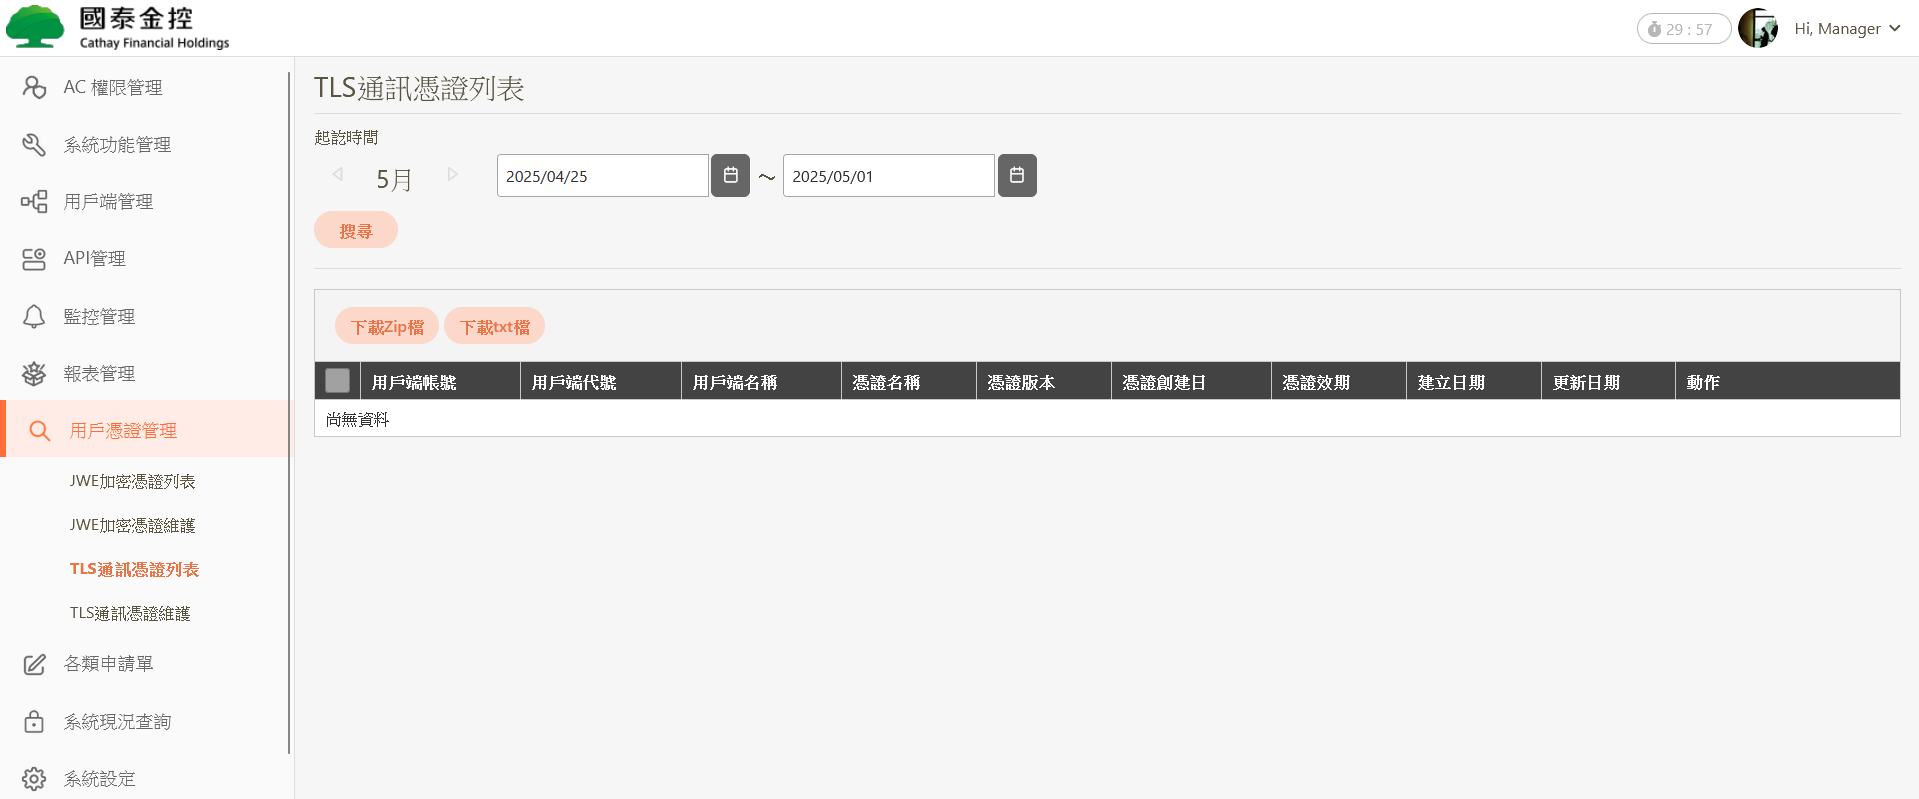 國泰金控
Cathay Financial Holdings
29 : 57
Hi, Manager
AC 權限管理
系統功能管理
用戶端管理
API管理
監控管理
報表管理
用戶憑證管理
JWE加密憑證列表
JWE加密憑證維護
TLS通訊憑證列表
TLS通訊憑證維護
各類申請單
系統現況查詢
系統設定
TLS通訊憑證列表
起訖時間
5月 2025/04/25 ～ 2025/05/01
搜尋
下載Zip檔 下載txt檔
用戶端帳號 用戶端代號 用戶端名稱 憑證名稱 憑證版本 憑證創建日 憑證效期 建立日期 更新日期 動作
尚無資料